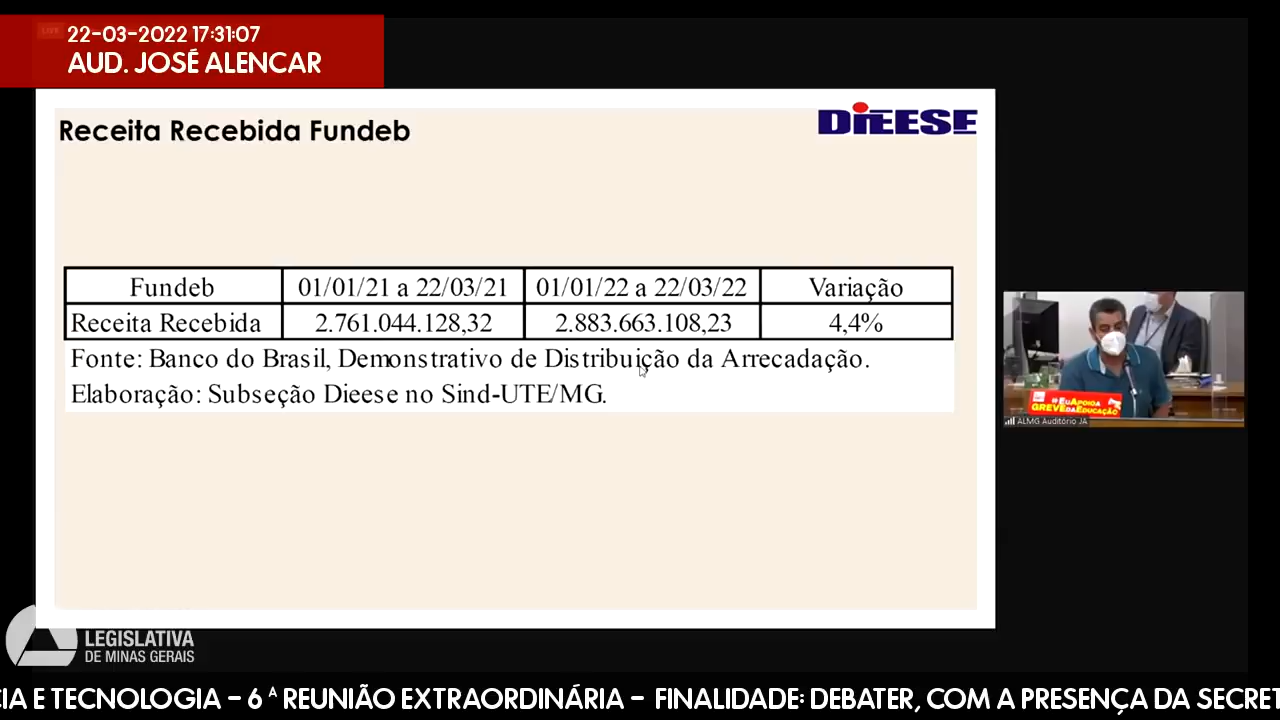 LIVE
22-03-2022 17:31:07
AUD. JOSÉ ALENCAR
Receita Recebida Fundeb
DIEESE
Fundeb 01/01/21 a 22/03/21 01/01/22 a 22/03/22 Variação
Receita Recebida 2.761.044.128,32 2.883.663.108,23 4,4%
Fonte: Banco do Brasil, Demonstrativo de Distribuição da Arrecadação.
Elaboração: Subseção Dieese no Sind-UTE/MG.
#EUAPOIO A
GREVE DA EDUCAÇÃO
ALMG Auditório JA
LEGISLATIVA
DE MINAS GERAIS
CIA E TECNOLOGIA – 6 ª REUNIÃO EXTRAORDINÁRIA – FINALIDADE: DEBATER, COM A PRESENÇA DA SECRET